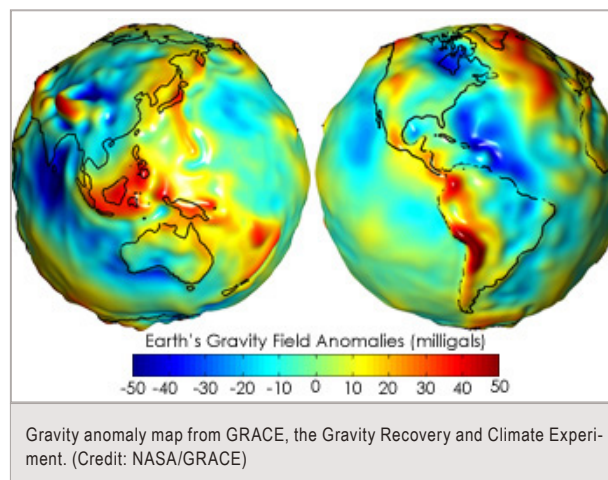 Earth's Gravity Field Anomalies (milligals)
-50 -40 -30 -20 -10 0 10 20 30 40 50
Gravity anomaly map from GRACE, the Gravity Recovery and Climate Experi-
ment. (Credit: NASA/GRACE)